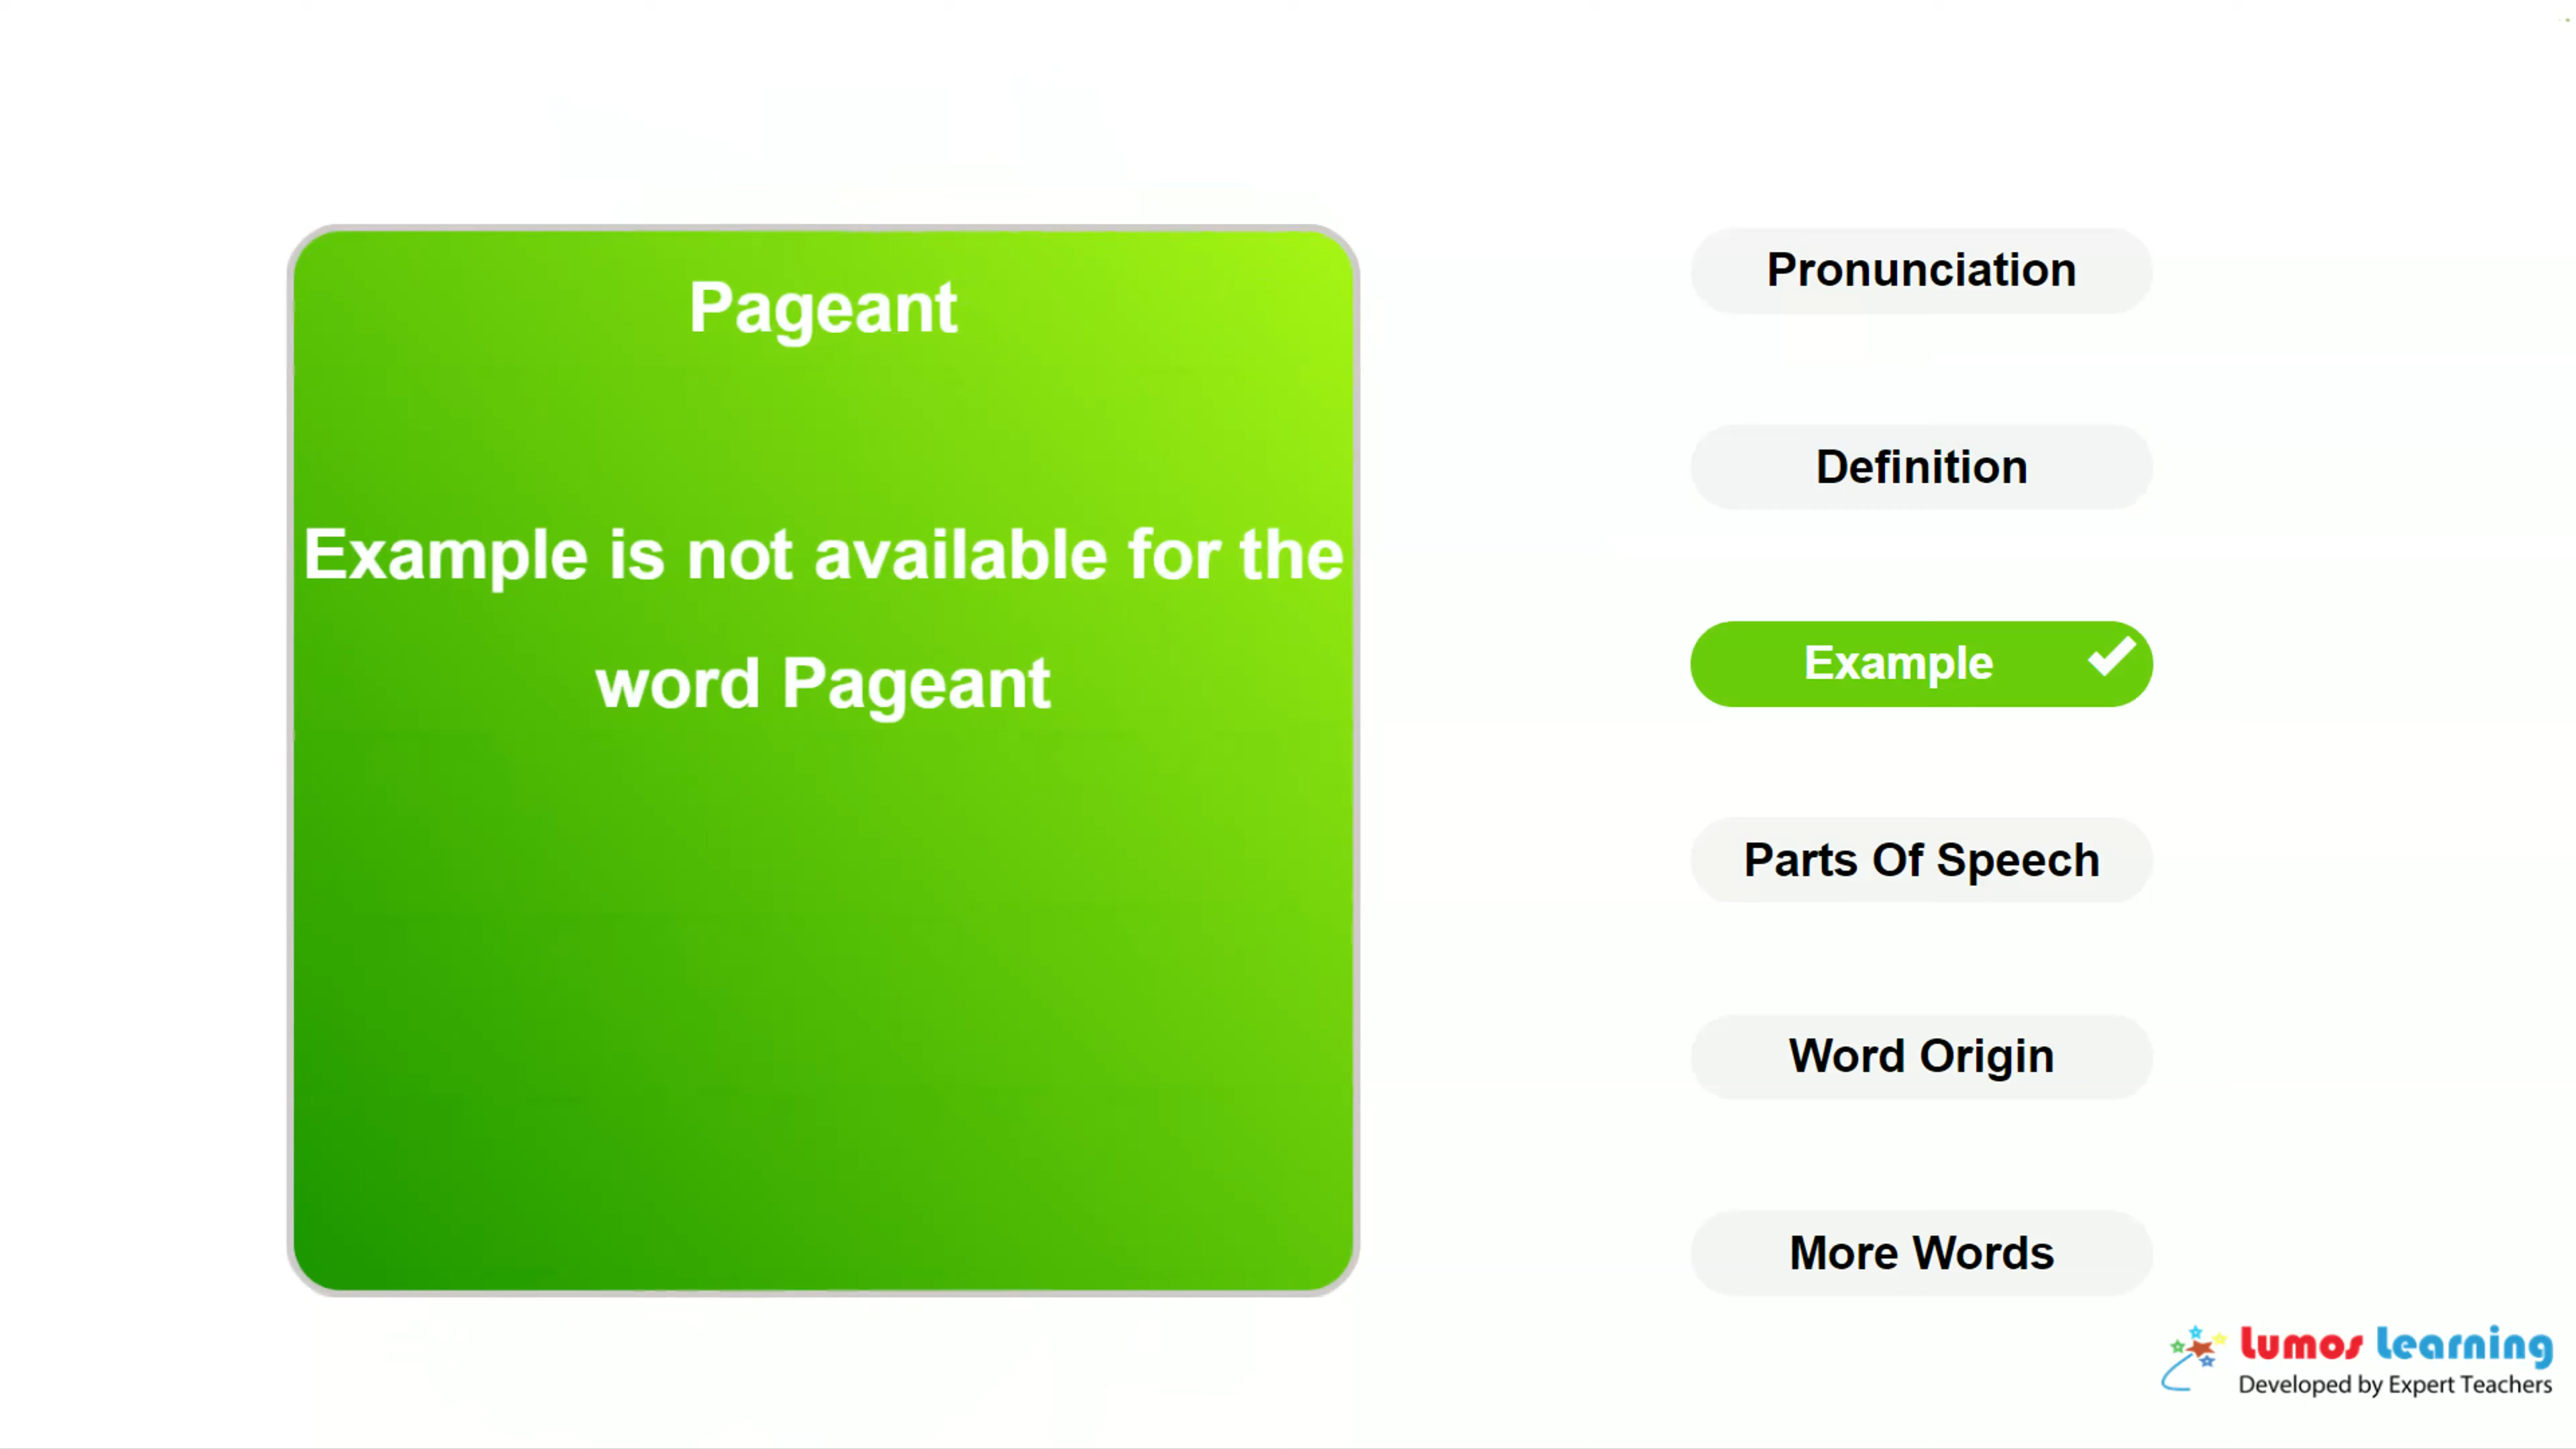 Pageant
Example is not available for the
word Pageant
Pronunciation
Definition
Example
Parts Of Speech
Word Origin
More Words
Lumos Learning
Developed by Expert Teachers